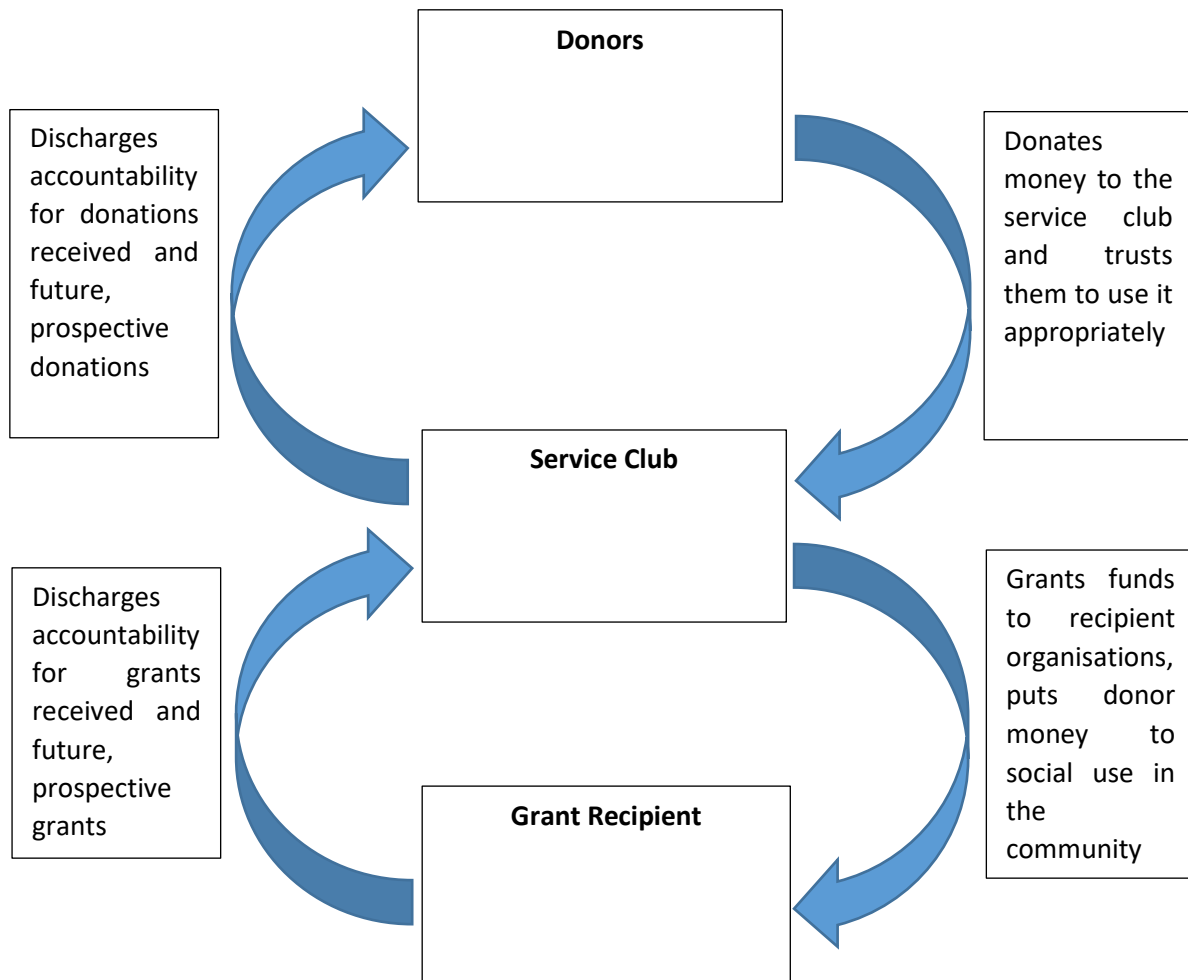 Donors
Discharges
accountability
for donations
received and
future,
prospective
donations
Donates
money to the
service club
and trusts
them to use it
appropriately
Service Club
Discharges
accountability
for grants
received and
future,
prospective
grants
Grants funds
to recipient
organisations,
puts donor
money to
social use in
the
community
Grant Recipient